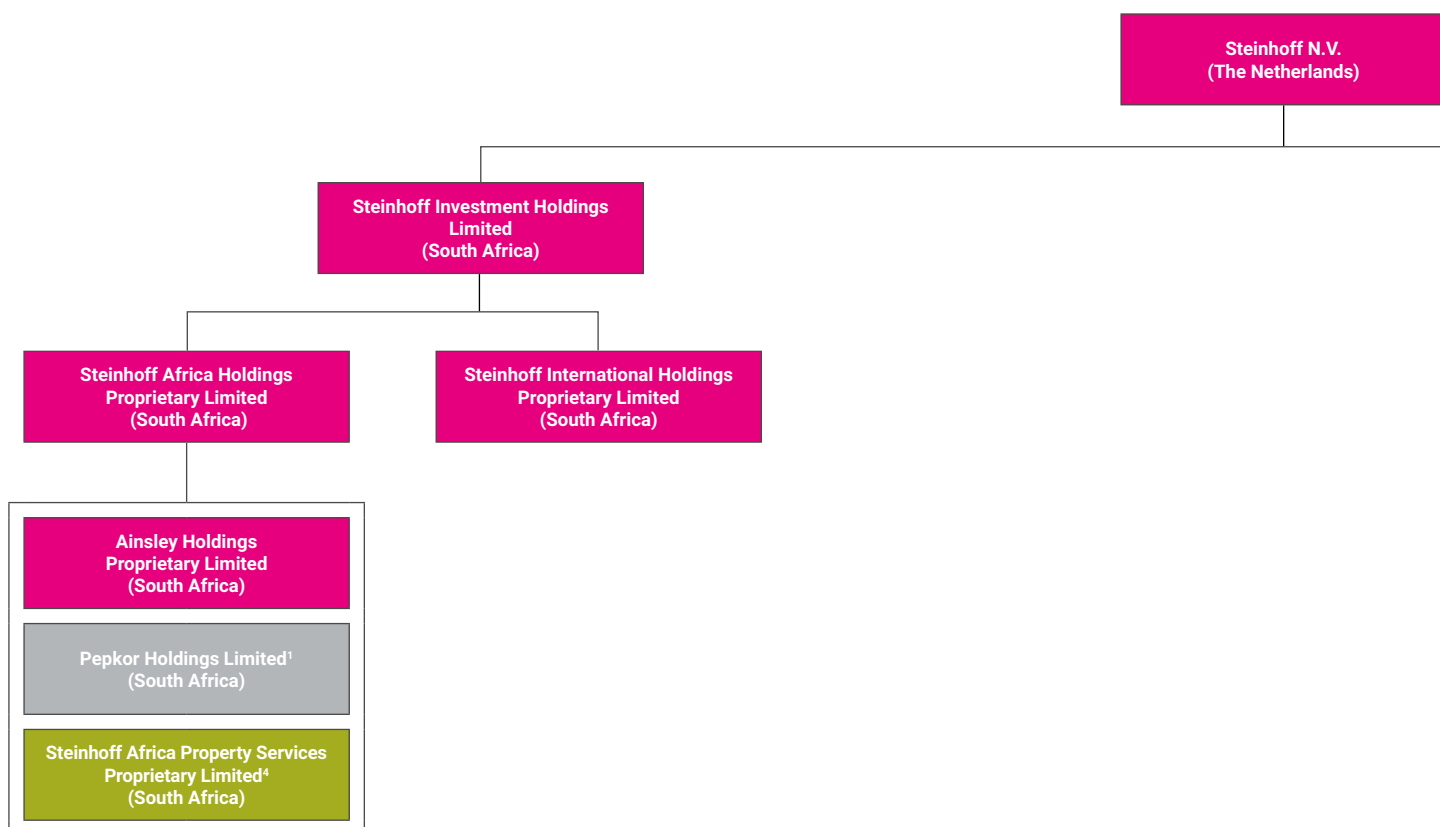 Steinhoff N.V.
(The Netherlands)
Steinhoff Investment Holdings
Limited
(South Africa)
Steinhoff Africa Holdings
Proprietary Limited
(South Africa)
Steinhoff International Holdings
Proprietary Limited
(South Africa)
Ainsley Holdings
Proprietary Limited
(South Africa)
Pepkor Holdings Limited¹
(South Africa)
Steinhoff Africa Property Services
Proprietary Limited⁴
(South Africa)